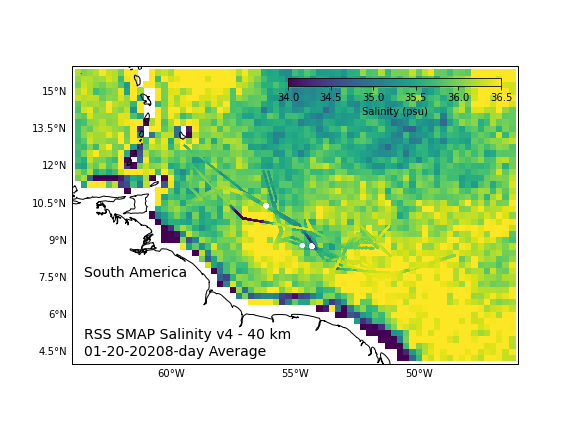 15°N
13.5°N
12°N
10.5°N
9°N
7.5°N
6°N
4.5°N
34.0 34.5 35.0 35.5 36.0 36.5
Salinity (psu)
South America
RSS SMAP Salinity v4 - 40 km
01-20-20208-day Average
60°W 55°W 50°W